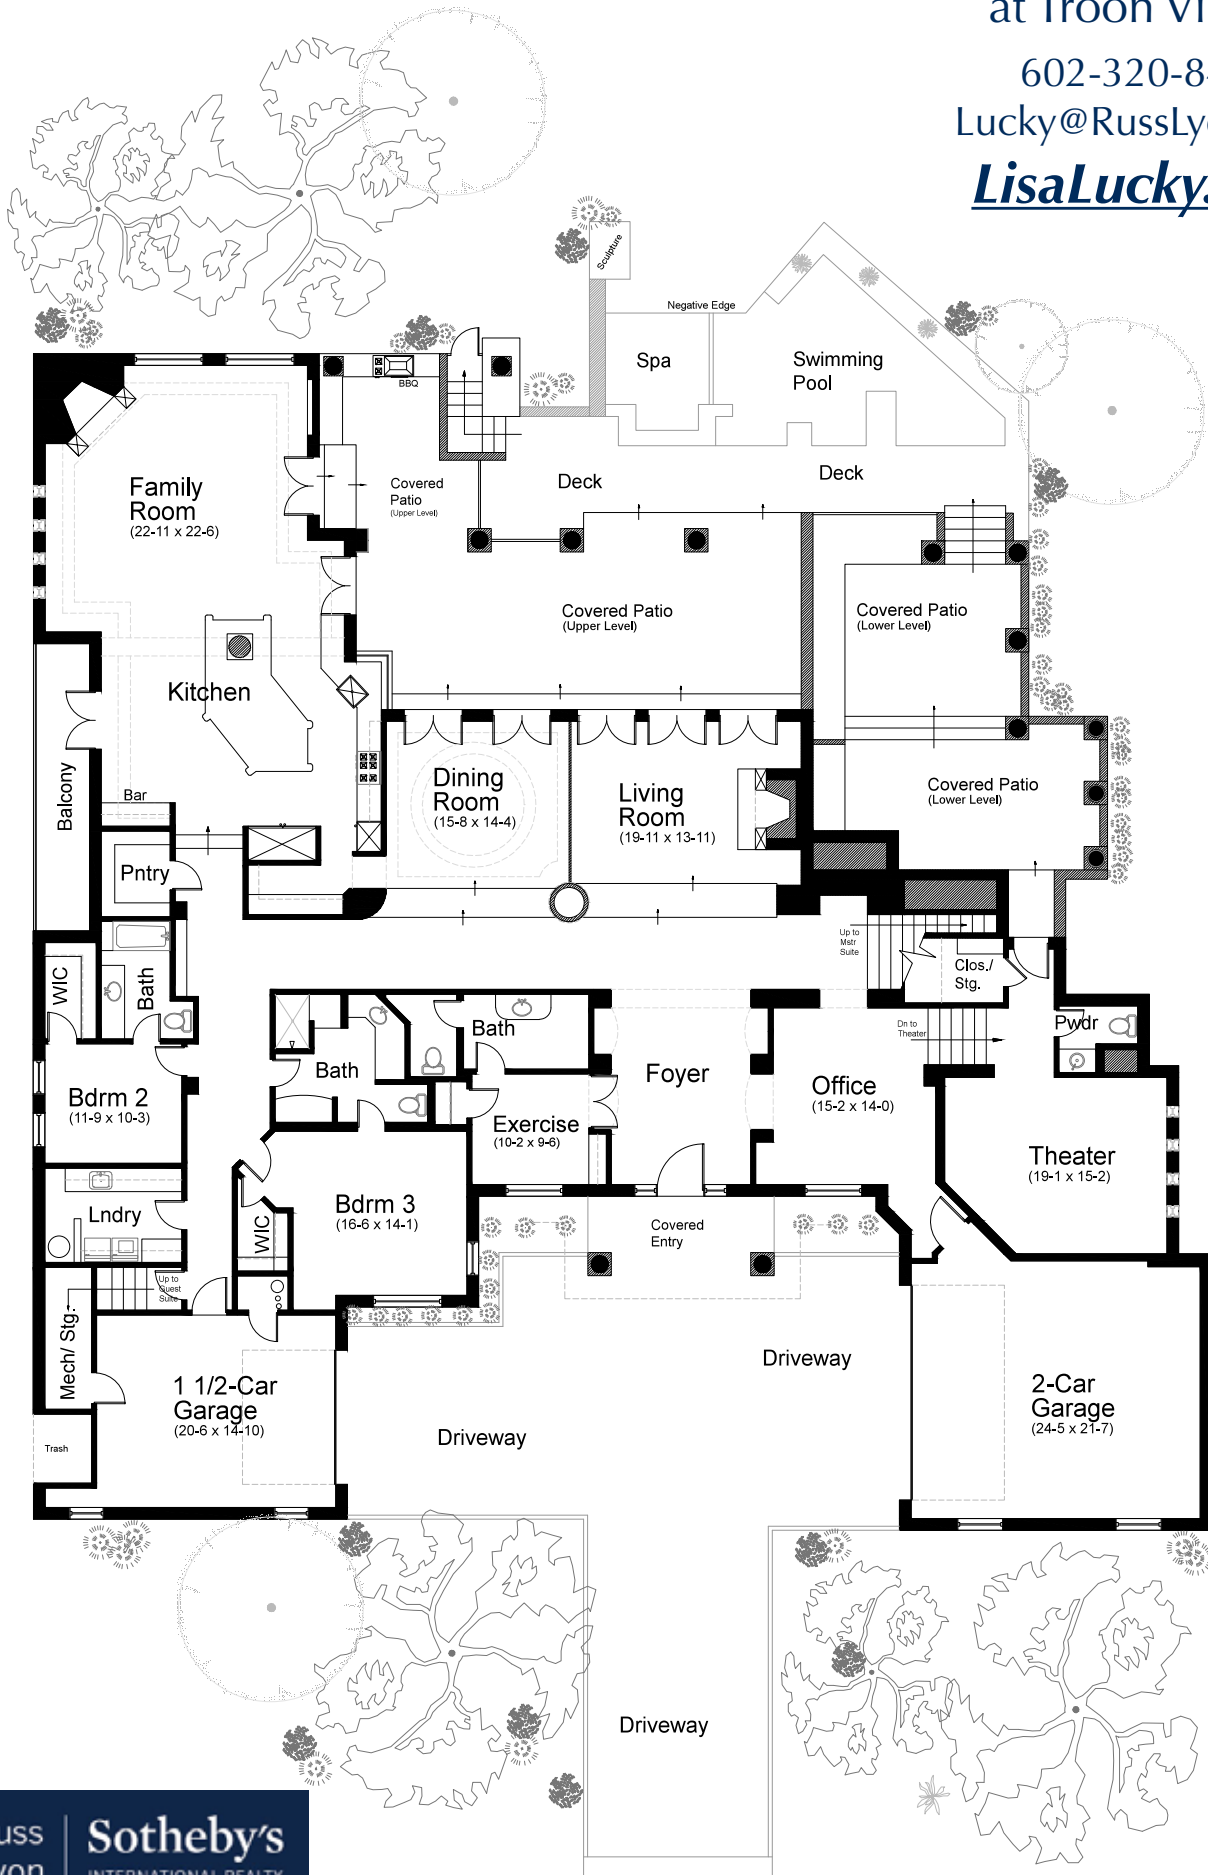 at Troon
602-320-8
Lucky@RussLy
LisaLucky.
Sculpture
Negative Edge
Spa
Swimming
Pool
BBQ
Family
Room
(22-11 x 22-6)
Covered
Patio
(Upper Level)
Deck
Deck
Covered Patio
(Upper Level)
Covered Patio
(Lower Level)
Kitchen
Balcony
Bar
Dining
Room
(15-8 x 14-4)
Living
Room
(19-11 x 13-11)
Covered Patio
(Lower Level)
Pntry
Up to
Mstr
Suite
Clos./
Stg.
WIC
Bath
Bath
Dn to
Theater
Pwdr
Bath
Foyer
Office
(15-2 x 14-0)
Bdrm 2
(11-9 x 10-3)
Exercise
(10-2 x 9-6)
Theater
(19-1 x 15-2)
Lndry
WIC
Bdrm 3
(16-6 x 14-1)
Covered
Entry
Up to
Guest
Suite
Mech/ Stg.
1 1/2-Car
Garage
(20-6 x 14-10)
Driveway
2-Car
Garage
(24-5 x 21-7)
Trash
Driveway
Driveway
Sotheby's
INTERNATIONAL REALTY